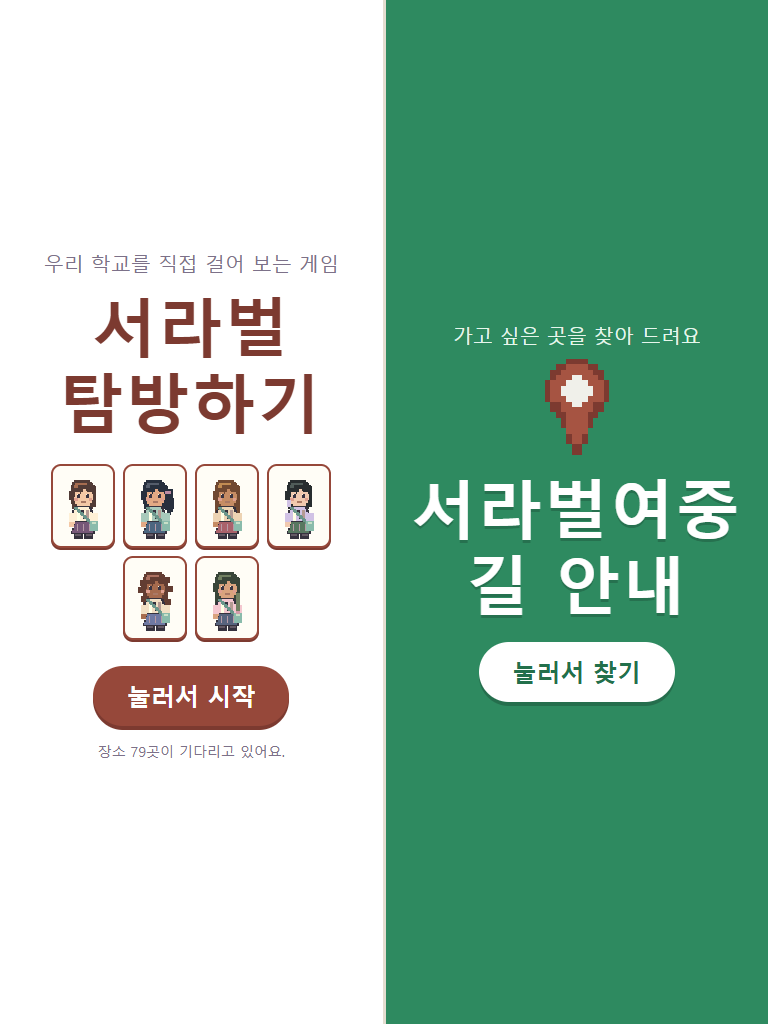 우리 학교를 직접 걸어 보는 게임
서라벌
탐방하기
눌러서 시작
장소 79곳이 기다리고 있어요.
가고 싶은 곳을 찾아 드려요
서라벌여중
길 안내
눌러서 찾기